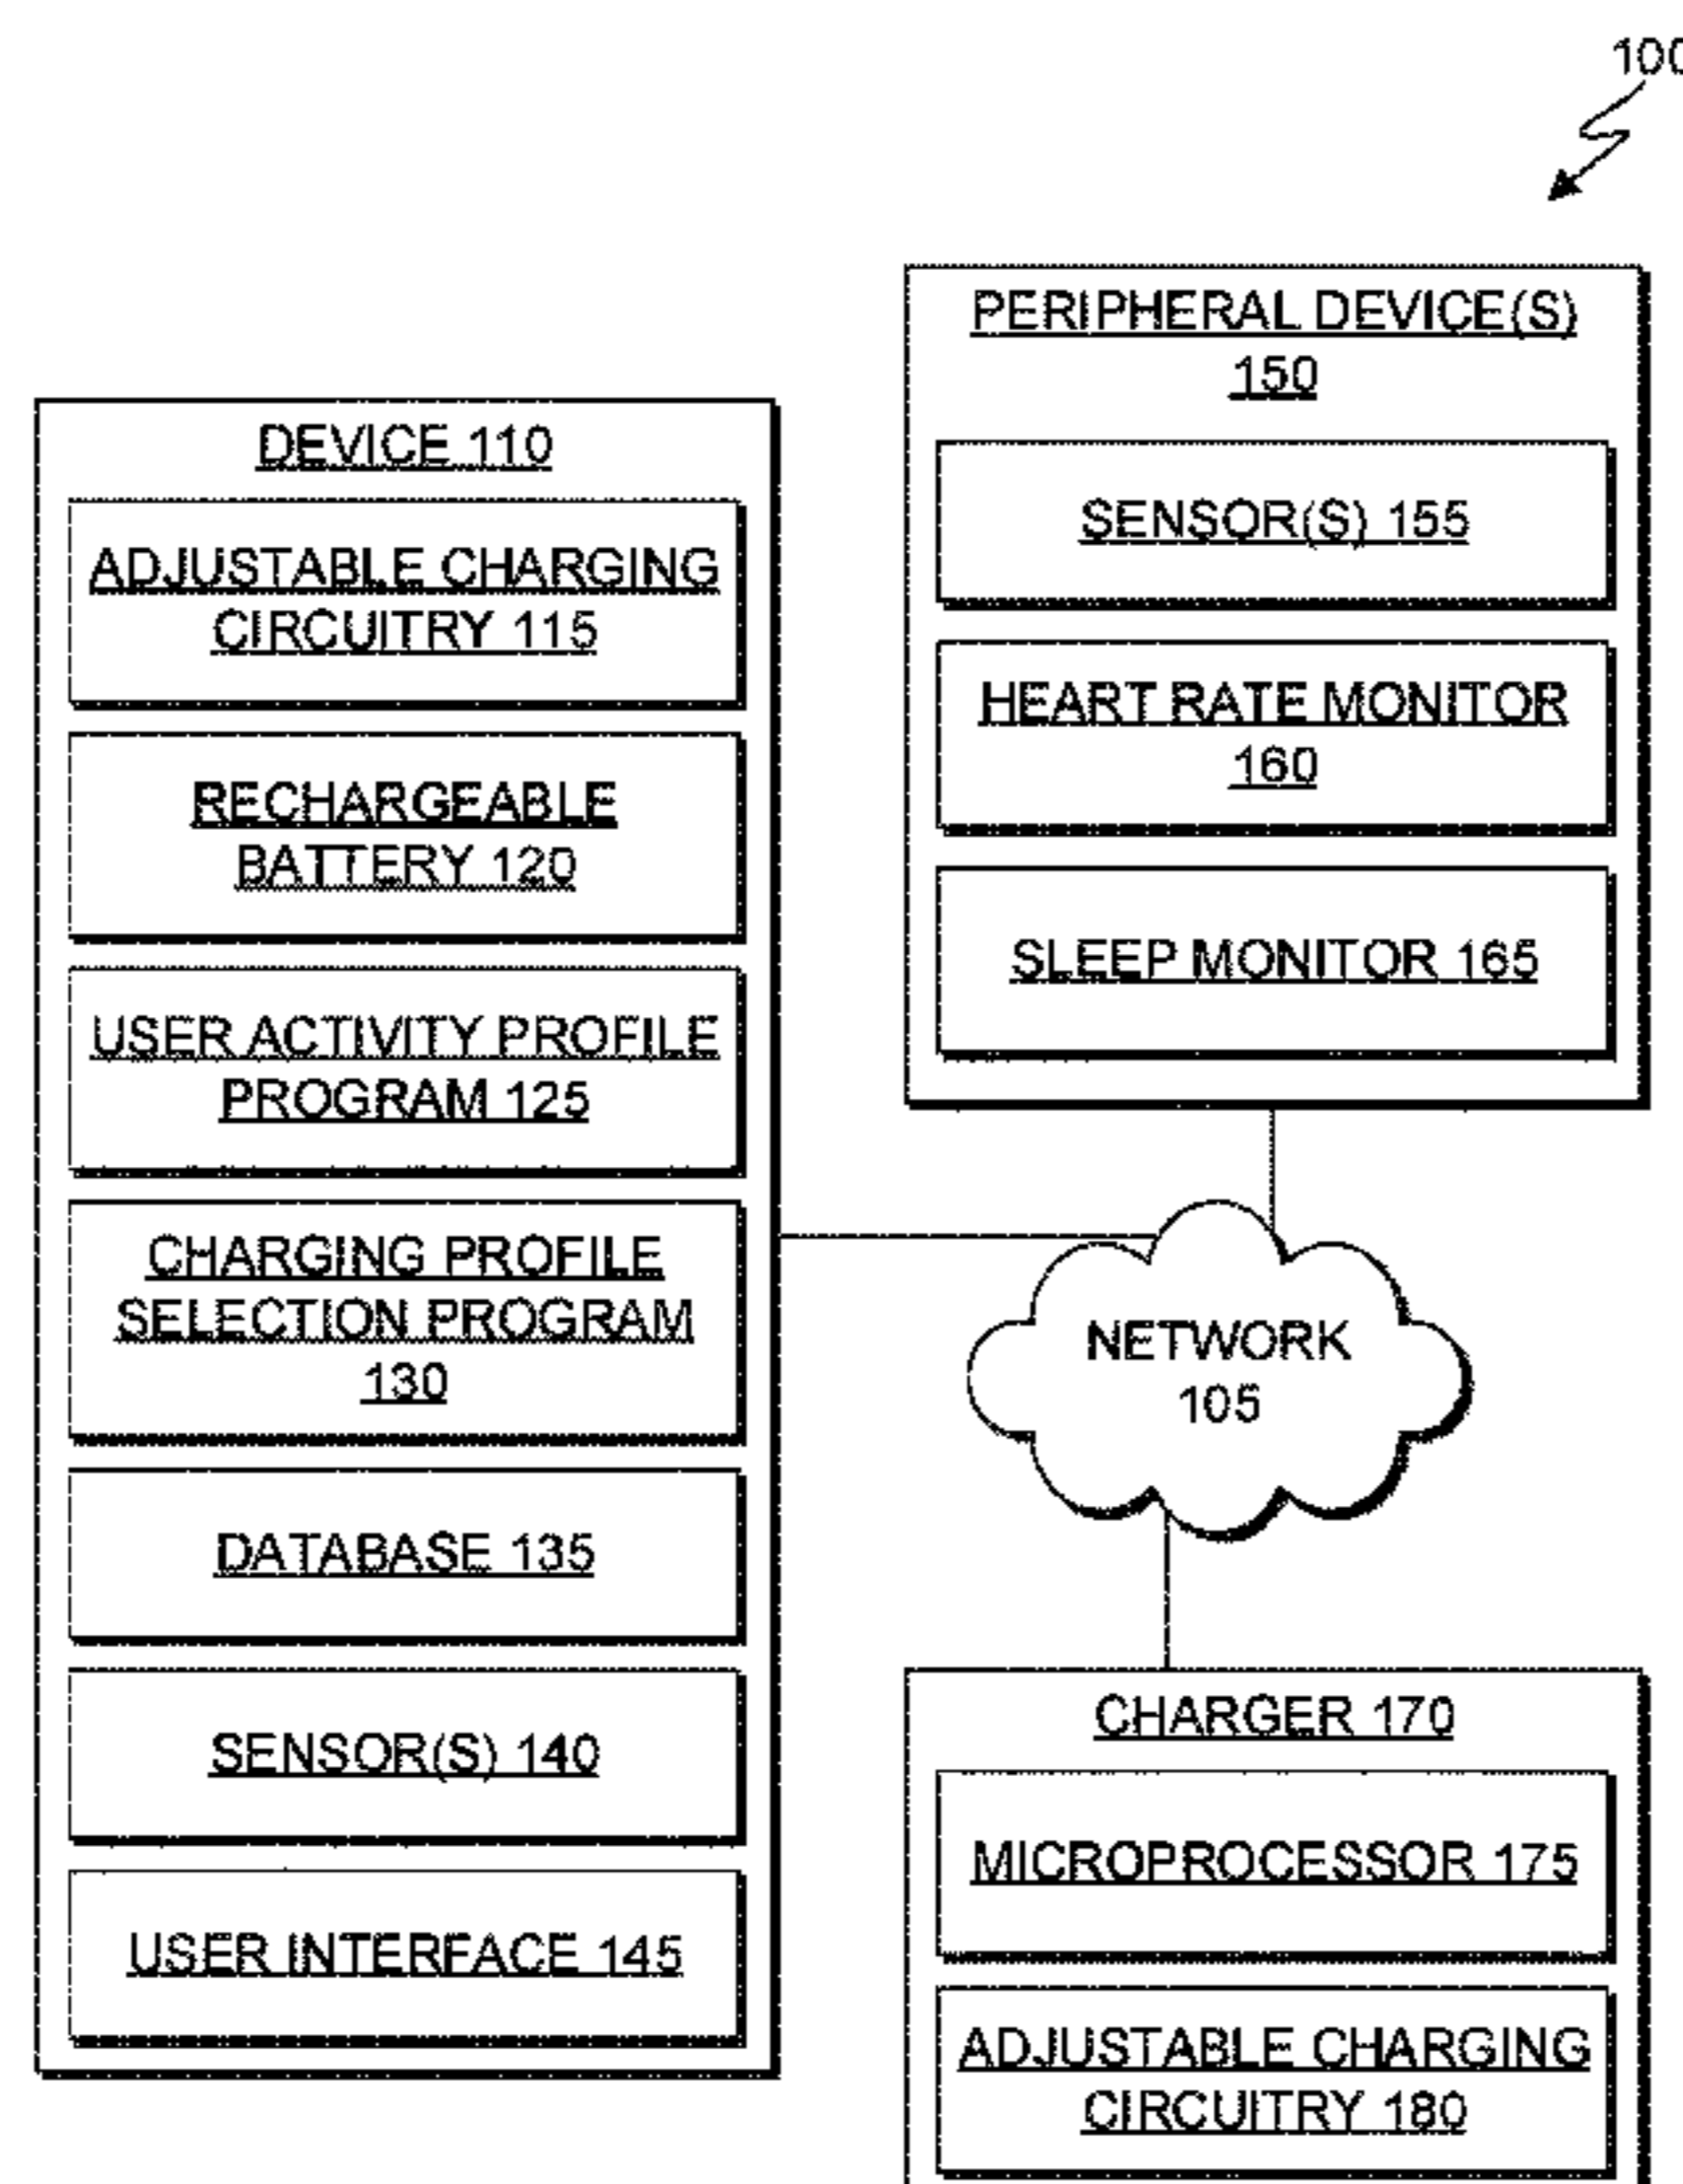 100
DEVICE 110
ADJUSTABLE CHARGING
CIRCUITRY 115
RECHARGEABLE
BATTERY 120
USER ACTIVITY PROFILE
PROGRAM 125
CHARGING PROFILE
SELECTION PROGRAM
130
DATABASE 135
SENSOR(S) 140
USER INTERFACE 145
PERIPHERAL DEVICE(S)
150
SENSOR(S) 155
HEART RATE MONITOR
160
SLEEP MONITOR 165
NETWORK
105
CHARGER 170
MICROPROCESSOR 175
ADJUSTABLE CHARGING
CIRCUITRY 180